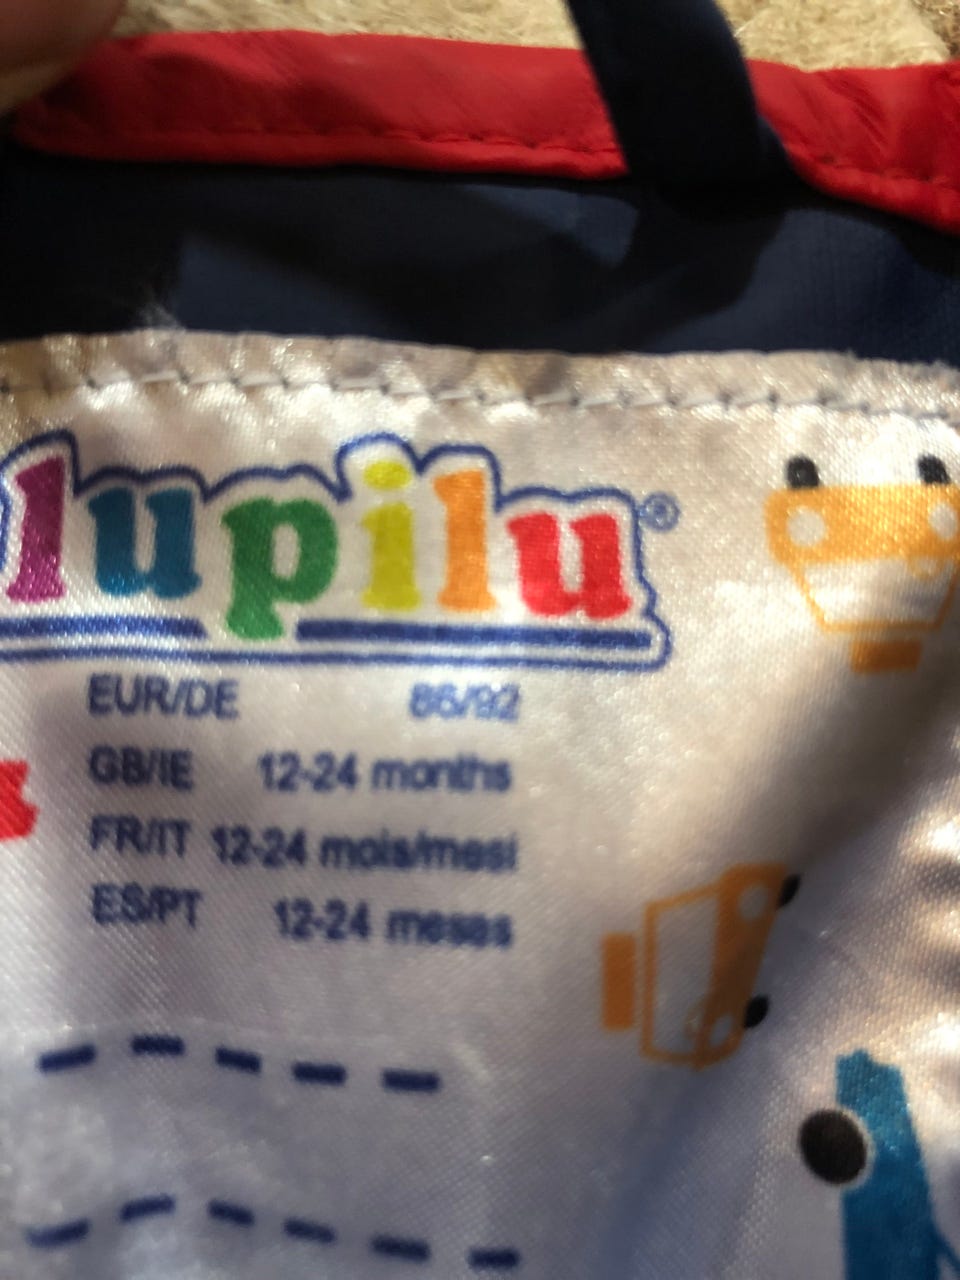 lupilu®
EUR/DE 86/92
GB/IE 12-24 months
FR/IT 12-24 mois/mesi
ES/PT 12-24 meses